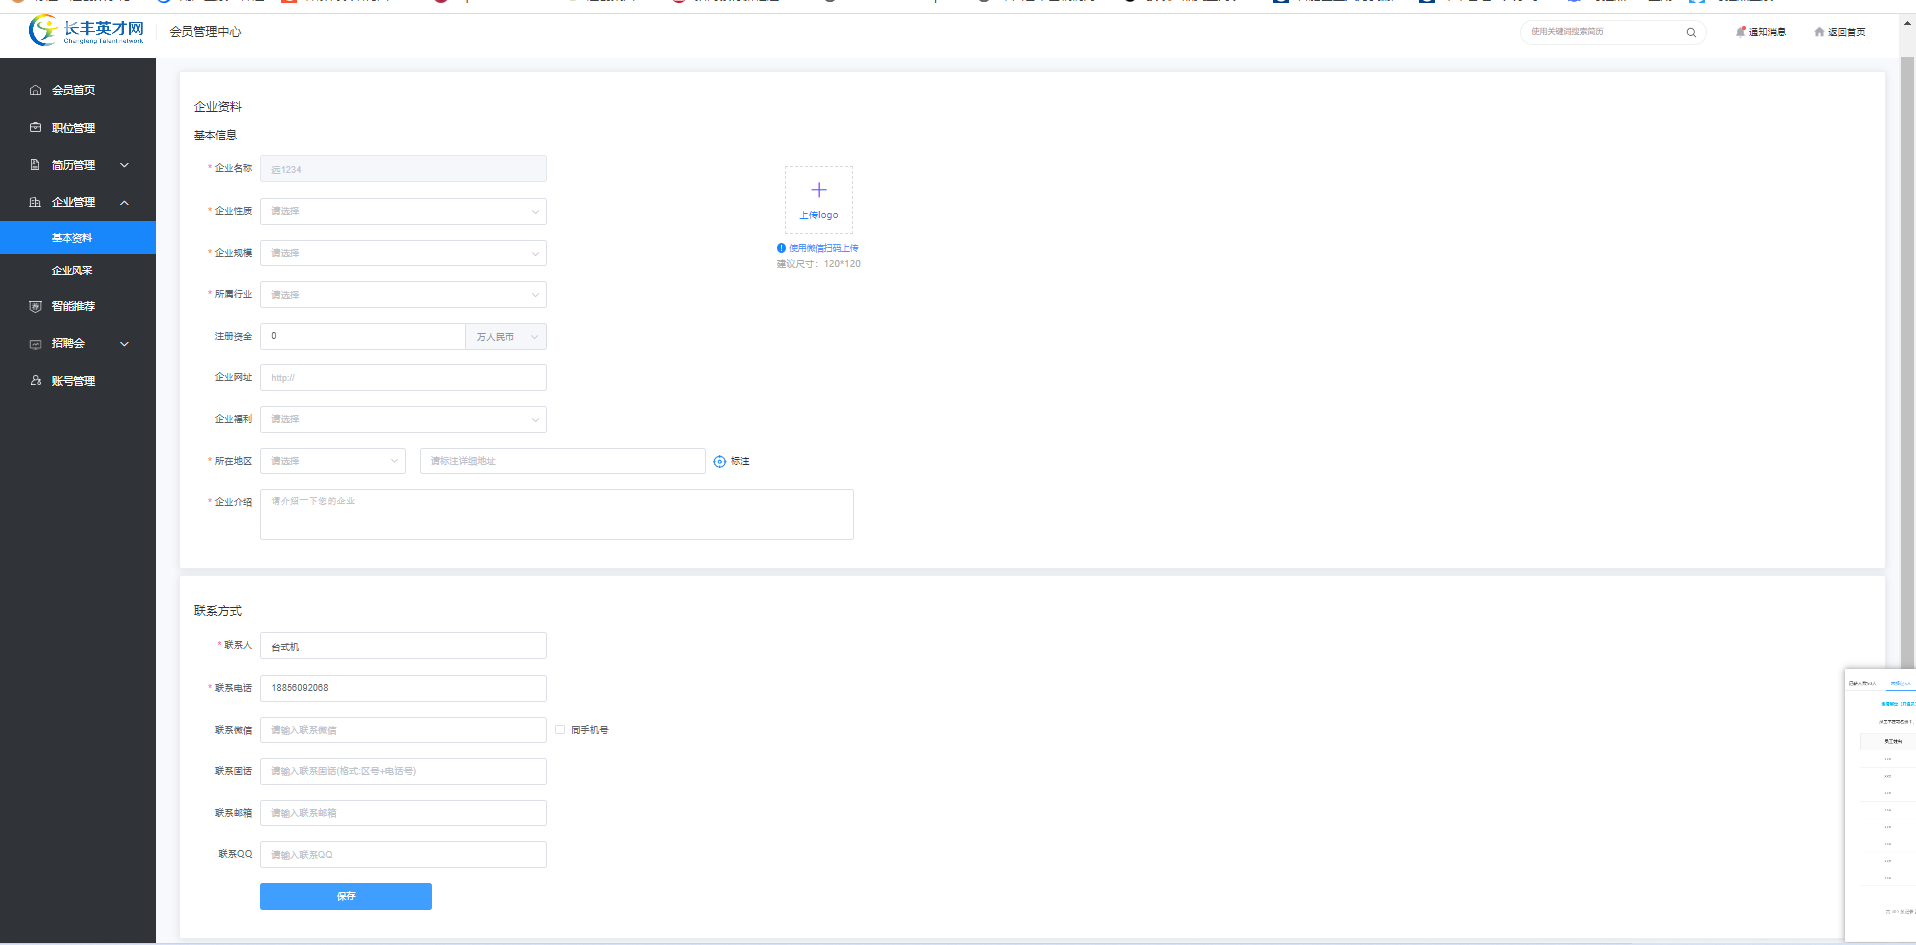 长丰英才网
Changfeng Talent network
会员管理中心
使用关键词搜索简历
通知消息
返回首页
会员首页
职位管理
简历管理
企业管理
基本资料
企业风采
智能推荐
招聘会
账号管理
企业资料
基本信息
* 企业名称 远1234
* 企业性质 请选择
* 企业规模 请选择
* 所属行业 请选择
注册资金 0 万人民币
企业网址 http://
企业福利 请选择
* 所在地区 请选择 请标注详细地址 标注
* 企业介绍 请介绍一下您的企业
上传logo
使用微信扫码上传
建议尺寸：120*120
联系方式
* 联系人 台式机
* 联系电话 18856092068
联系微信 请输入联系微信 同手机号
联系固话 请输入联系固话(格式:区号+电话号)
联系邮箱 请输入联系邮箱
联系QQ 请输入联系QQ
保存
员工姓名